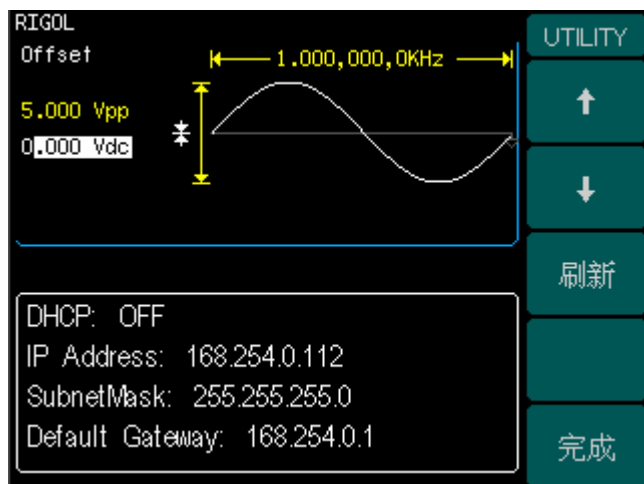 RIGOL
UTILITY
Offset
1.000,000,0KHz
5.000 Vpp
0.000 Vdc
刷新
DHCP: OFF
IP Address: 168.254.0.112
SubnetMask: 255.255.255.0
Default Gateway: 168.254.0.1
完成